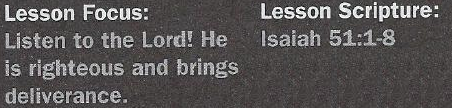 Lesson Focus:
Listen to the Lord! He
is righteous and brings
deliverance.
Lesson Scripture:
Isaiah 51:1-8